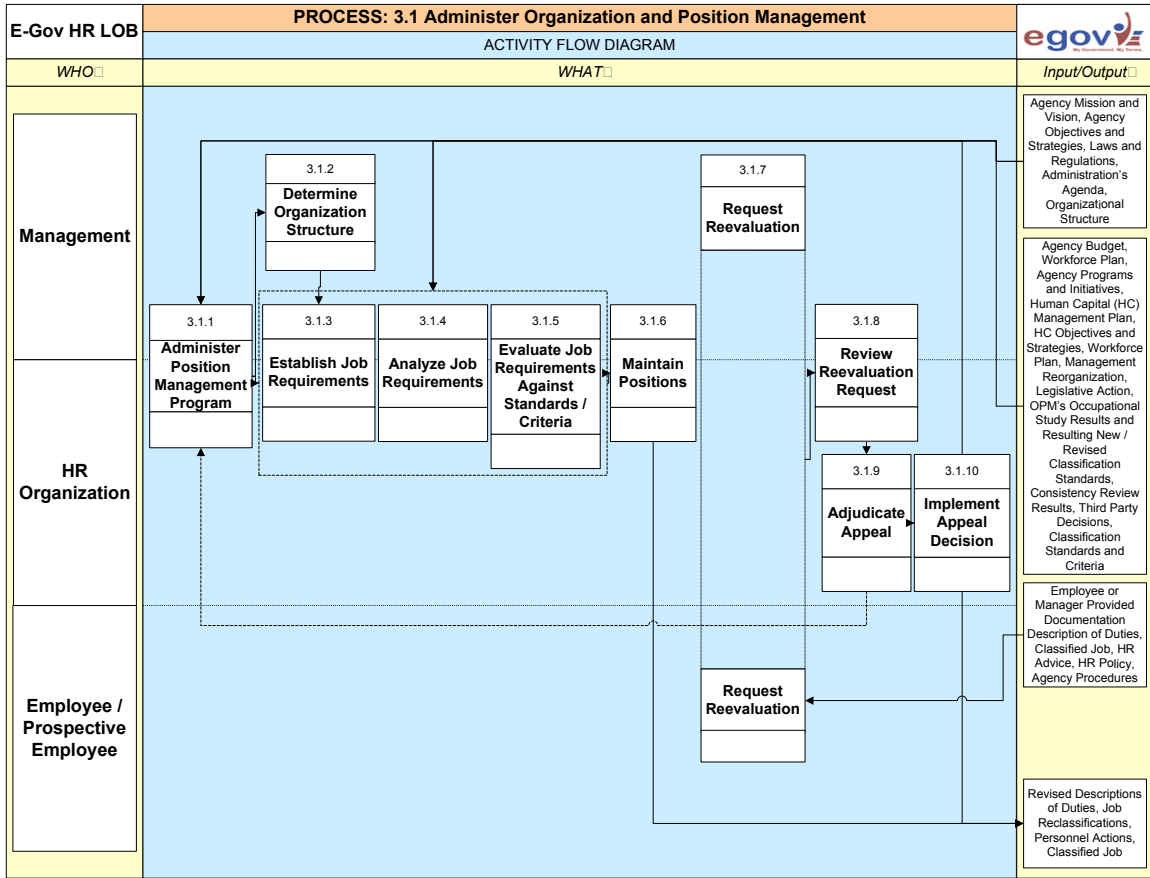 E-Gov HR LOB
PROCESS: 3.1 Administer Organization and Position Management
ACTIVITY FLOW DIAGRAM
egov
My Government. My Terms.
WHO□
WHAT□
Input/Output□
Management
HR
Organization
Employee /
Prospective
Employee
3.1.1
Administer
Position
Management
Program
3.1.2
Determine
Organization
Structure
3.1.3
Establish Job
Requirements
3.1.4
Analyze Job
Requirements
3.1.5
Evaluate Job
Requirements
Against
Standards /
Criteria
3.1.6
Maintain
Positions
3.1.7
Request
Reevaluation
Request
Reevaluation
3.1.8
Review
Reevaluation
Request
3.1.9
Adjudicate
Appeal
3.1.10
Implement
Appeal
Decision
Agency Mission and
Vision, Agency
Objectives and
Strategies, Laws and
Regulations,
Administration's
Agenda,
Organizational
Structure
Agency Budget,
Workforce Plan,
Agency Programs
and Initiatives,
Human Capital (HC)
Management Plan,
HC Objectives and
Strategies, Workforce
Plan, Management
Reorganization,
Legislative Action,
OPM's Occupational
Study Results and
Resulting New /
Revised
Classification
Standards,
Consistency Review
Results, Third Party
Decisions,
Classification
Standards and
Criteria
Employee or
Manager Provided
Documentation
Description of Duties,
Classified Job, HR
Advice, HR Policy,
Agency Procedures
Revised Descriptions
of Duties, Job
Reclassifications,
Personnel Actions,
Classified Job